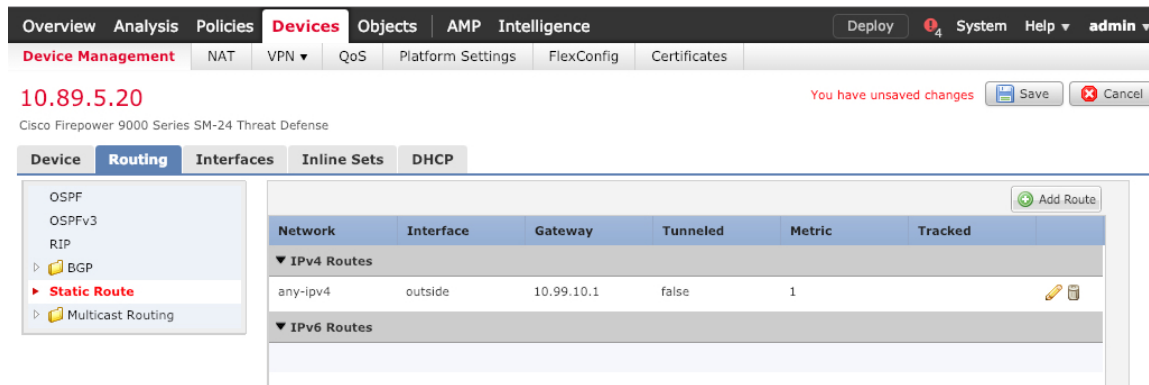 Overview Analysis Policies Devices Objects AMP Intelligence Deploy 4 System Help admin
Device Management NAT VPN QoS Platform Settings FlexConfig Certificates
10.89.5.20
You have unsaved changes Save Cancel
Cisco Firepower 9000 Series SM-24 Threat Defense
Device Routing Interfaces Inline Sets DHCP
OSPF
OSPFv3
RIP
BGP
Static Route
Multicast Routing
Add Route
Network Interface Gateway Tunneled Metric Tracked
IPv4 Routes
any-ipv4 outside 10.99.10.1 false 1
IPv6 Routes